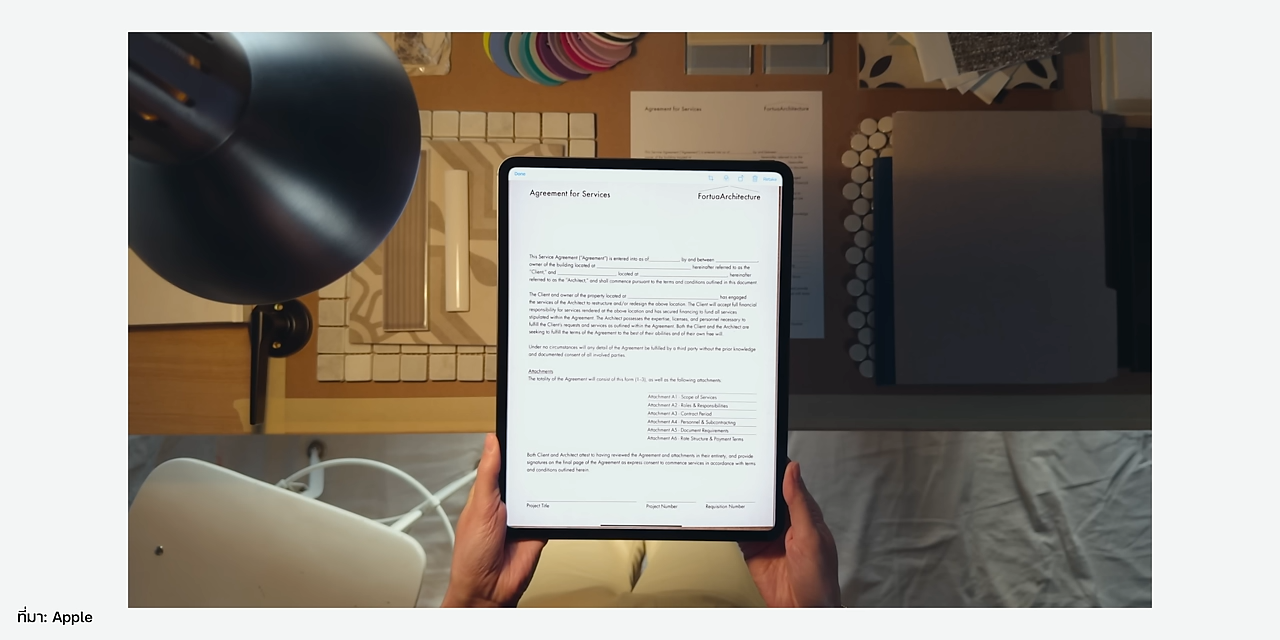 Agreement for Services
FortuaArchitecture
Done
Agreement for Services
FortuaArchitecture
This Service Agreement ("Agreement") is entered into as of___________ by and between ______________,
owner of the building located at ______________________________ hereinafter referred to as the
"Client," and ___________________ located at _____________________________ hereinafter
referred to as the "Architect," and shall commence pursuant to the terms and conditions outlined in this document
The Client and owner of the property located at ______________________________ has engaged
the services of the Architect to restructure and/or redesign the above location. The Client will accept full financial
responsibility for services rendered at the above location and has secured financing to fund all services
stipulated within the Agreement. The Architect possesses the expertise, licenses, and personnel necessary to
fulfill the Client's requests and services as outlined within the Agreement. Both the Client and the Architect are
seeking to fulfill the terms of the Agreement to the best of their abilities and of their own free will.
Under no circumstances will any detail of the Agreement be fulfilled by a third party without the prior knowledge
and documented consent of all involved parties.
Attachments
The totality of the Agreement will consist of this form (1-3), as well as the following attachments.
Attachment A1 - Scope of Services
Attachment A2 - Roles & Responsibilities
Attachment A3 - Contract Period
Attachment A4 - Personnel & Subcontracting
Attachment A5 - Document Requirements
Attachment A6 - Rate Structure & Payment Terms
Both Client and Architect attest to having reviewed the Agreement and attachments in their entirety, and provide
signatures on the final page of the Agreement as express consent to commence services in accordance with terms
and conditions outlined herein.
Project Title
Project Number
Requisition Number
ที่มา: Apple